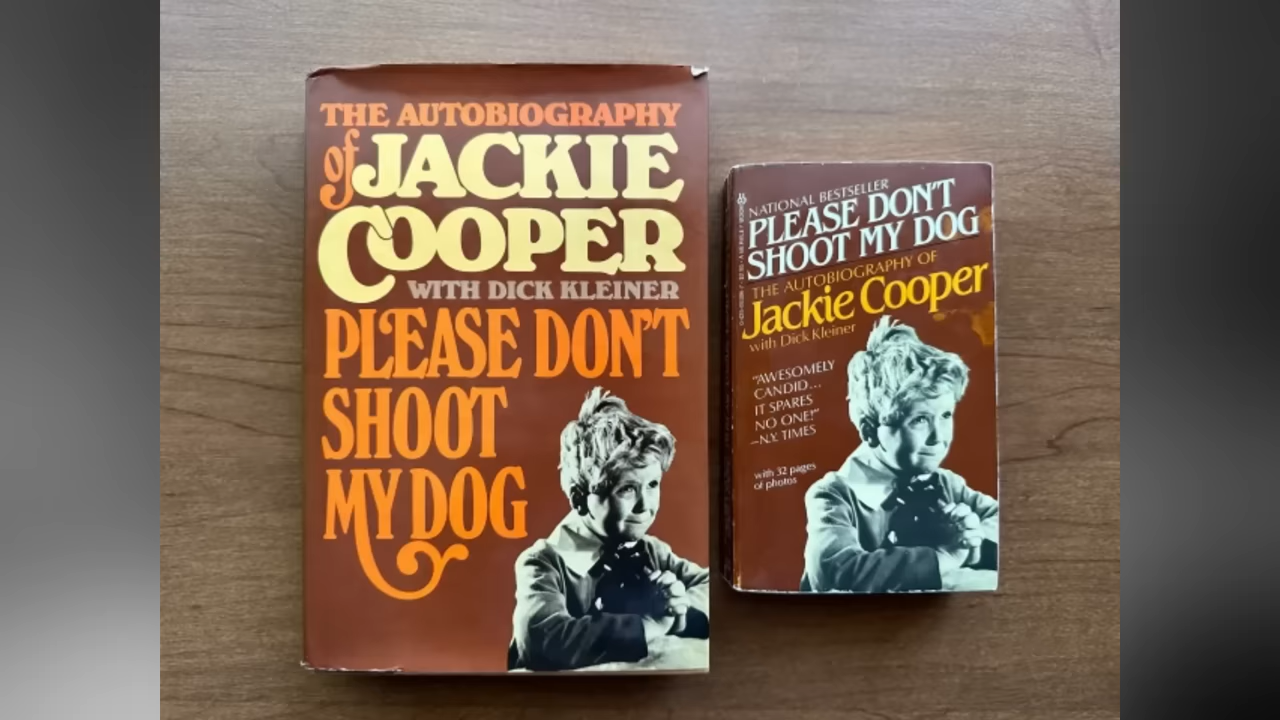 THE AUTOBIOGRAPHY
of JACKIE
COOPER
WITH DICK KLEINER
PLEASE DON'T
SHOOT
MY DOG
NATIONAL BESTSELLER
PLEASE DON'T
SHOOT MY DOG
THE AUTOBIOGRAPHY OF
Jackie Cooper
with Dick Kleiner
"AWESOMELY
CANDID...
IT SPARES
NO ONE!"
—N.Y. TIMES
with 32 pages
of photos